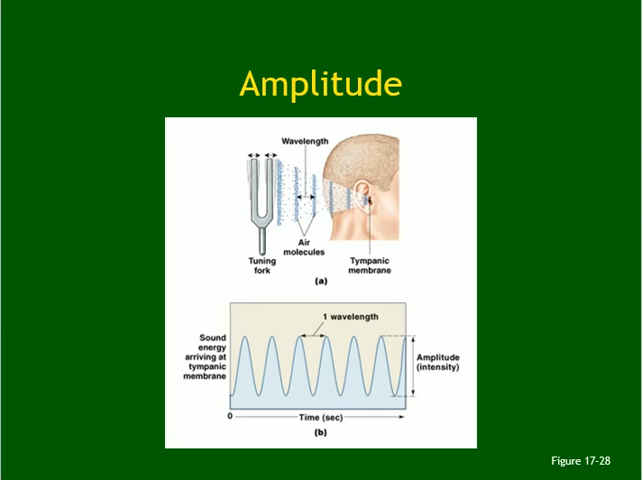 Amplitude
Wavelength
Air
molecules
Tuning
fork
Tympanic
membrane
(a)
1 wavelength
Sound
energy
arriving at
tympanic
membrane
Amplitude
(intensity)
0
Time (sec)
(b)
Figure 17-28